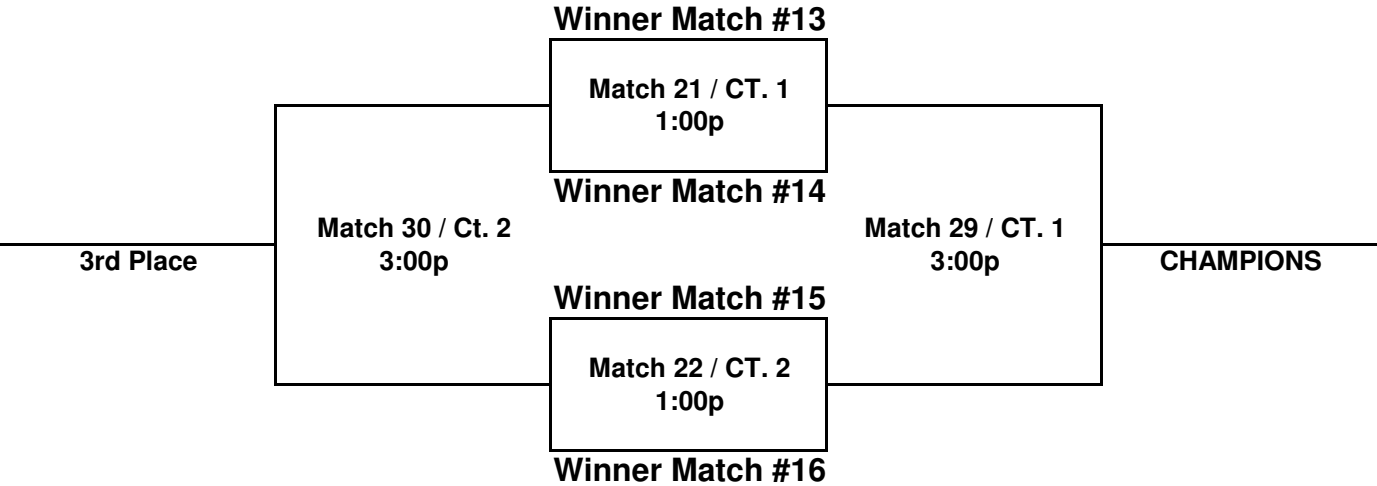 Winner Match #13
Match 21 / CT. 1
1:00p
Winner Match #14
Match 30 / Ct. 2
3:00p
Match 29 / CT. 1
3:00p
3rd Place
CHAMPIONS
Winner Match #15
Match 22 / CT. 2
1:00p
Winner Match #16